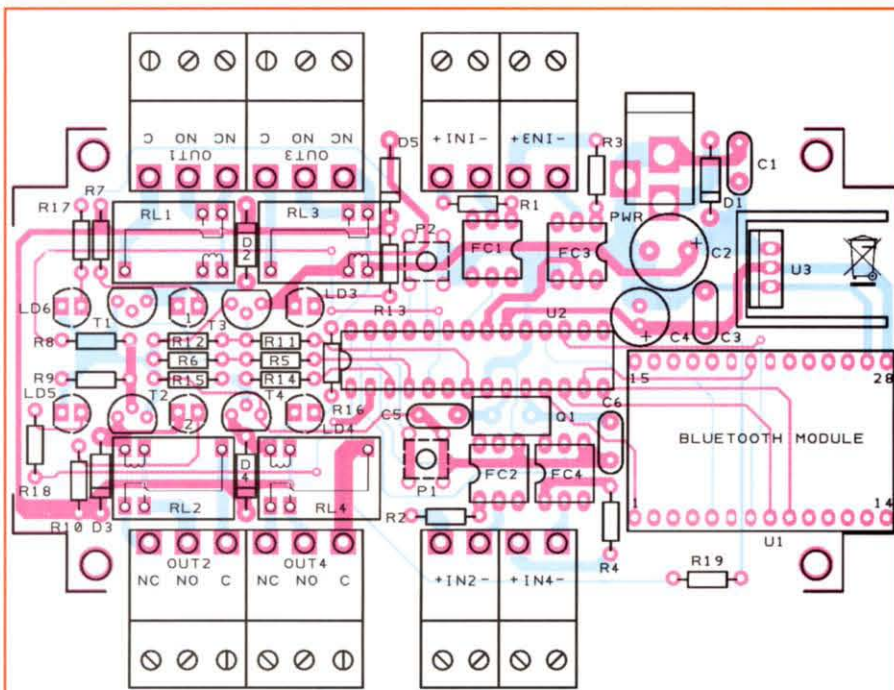 C NO NC C NO NC
OUT1 OUT3
+IN1- +IN3-
D5
R3
C1
R17 R7
RL1 RL3
D2
P2
R1
PWR
D1
FC1 FC3
C2
U3
LD6
T1
1
T3
LD3
R13
U2
C4 C3
R8
R12 R11
R6 R5
R9
R15 R14
R16
15 28
LD5
T2
2
T4
LD4
C5
Q1
C6
BLUETOOTH MODULE
R18
R10 D3
RL2
D4
RL4
P1
FC2 FC4
R2
R4
1 14
U1
R19
OUT2 OUT4
NC NO C NC NO C
+IN2- +IN4-